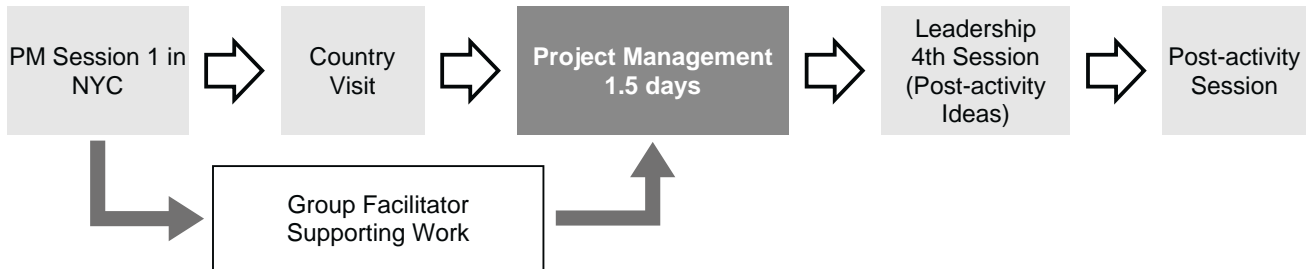 PM Session 1 in
NYC
Country
Visit
Project Management
1.5 days
Leadership
4th Session
(Post-activity
Ideas)
Post-activity
Session
Group Facilitator
Supporting Work